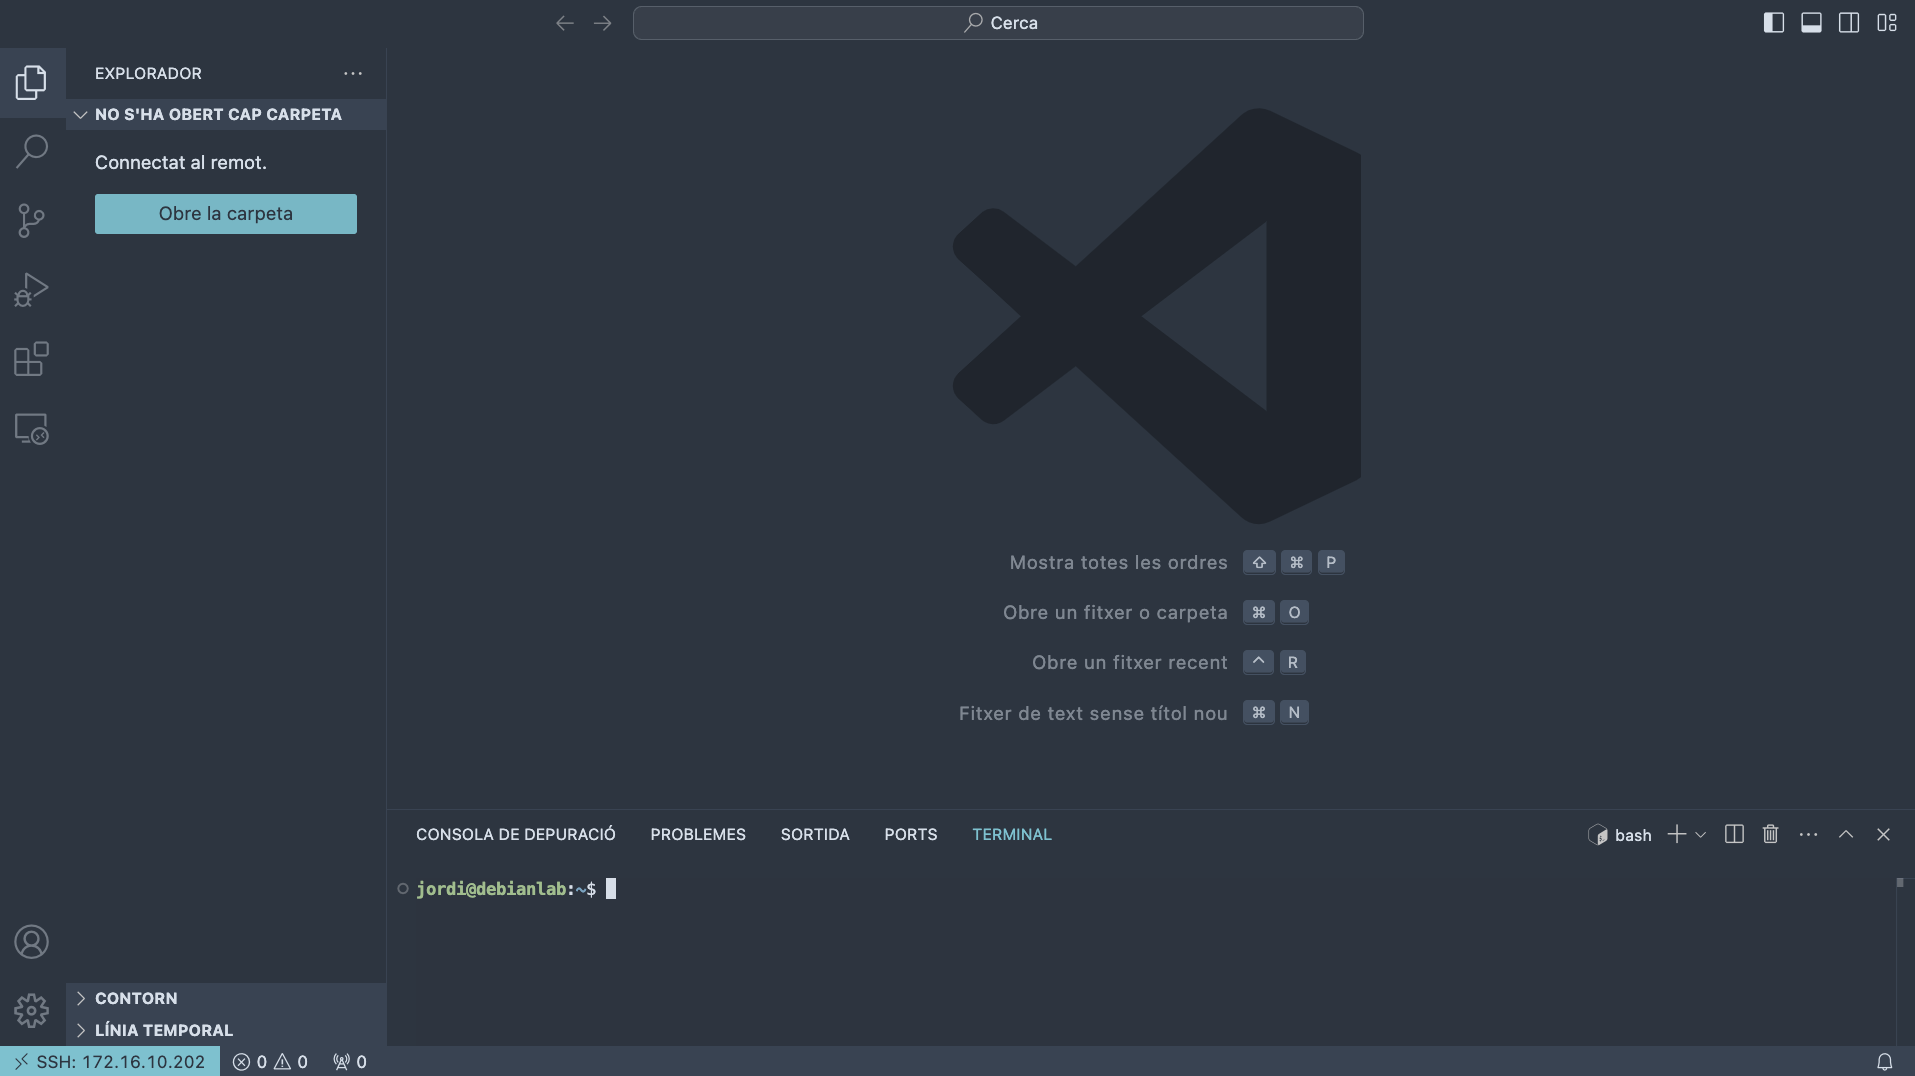 Cerca
EXPLORADOR
NO S'HA OBERT CAP CARPETA
Connectat al remot.
Obre la carpeta
Mostra totes les ordres ⇧ ⌘ P
Obre un fitxer o carpeta ⌘ O
Obre un fitxer recent ^ R
Fitxer de text sense títol nou ⌘ N
CONSOLA DE DEPURACIÓ PROBLEMES SORTIDA PORTS TERMINAL bash
jordi@debianlab:~$
CONTORN
LÍNIA TEMPORAL
SSH: 172.16.10.202 0 0 0